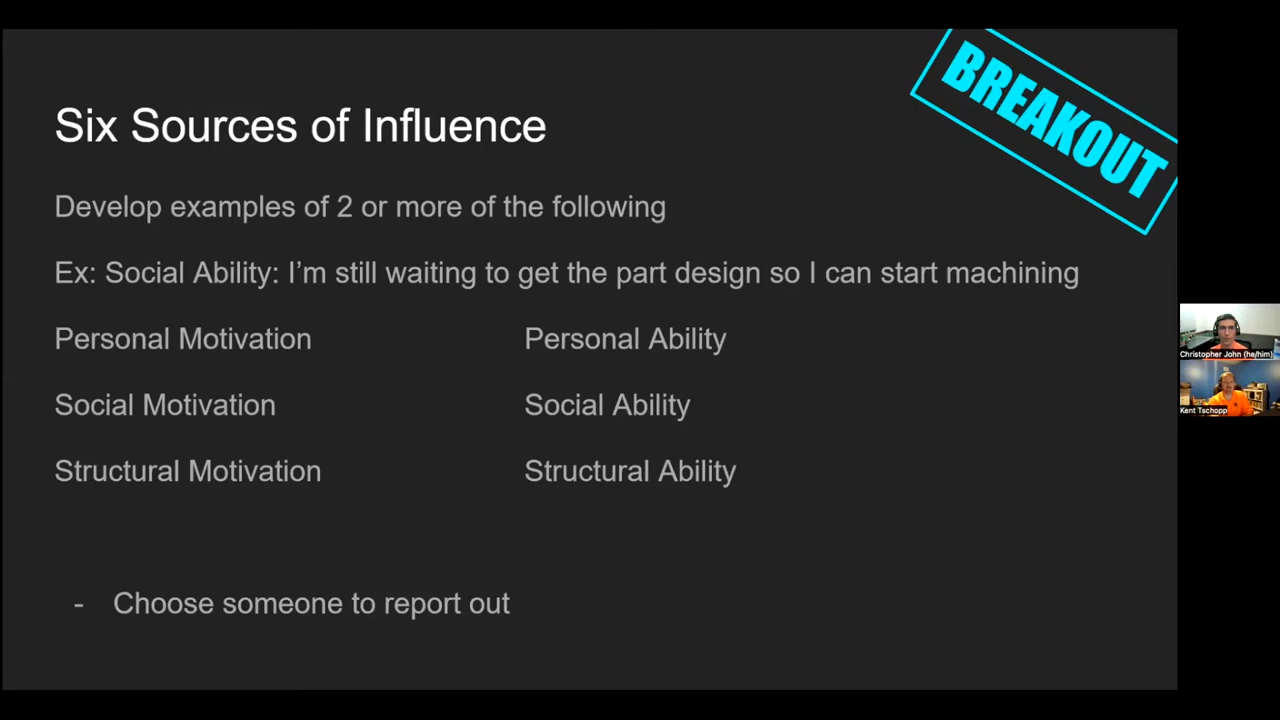 BREAKOUT
Six Sources of Influence
Develop examples of 2 or more of the following
Ex: Social Ability: I’m still waiting to get the part design so I can start machining
Personal Motivation
Personal Ability
Social Motivation
Social Ability
Structural Motivation
Structural Ability
- Choose someone to report out
Christopher John (he/him)
Kent Tschopp